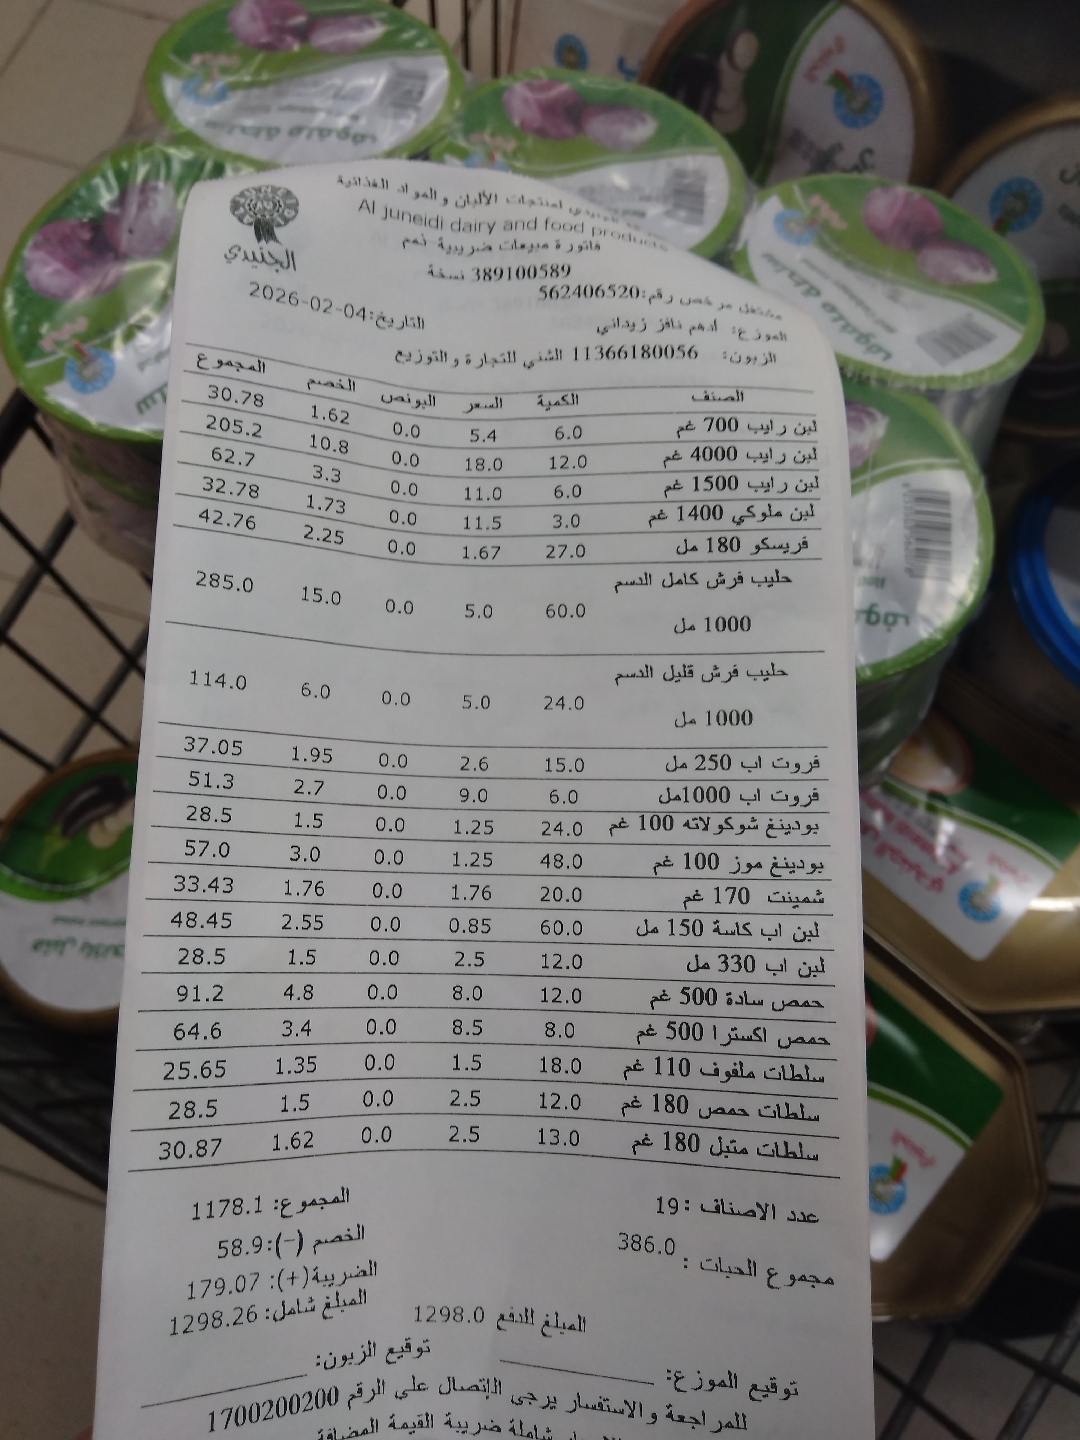 الجنيدي
لمنتجات الألبان والمواد الغذائية
Al juneidi dairy and food products
فاتورة مبيعات ضريبية-ذمم
389100589 نسخة
مشتغل مرخص رقم:562406520
التاريخ:2026-02-04
الموزع: ادهم نافز زيداني
الزبون: 11366180056 الشني للتجارة والتوزيع
الصنف الكمية السعر البونص الخصم المجموع
لبن رايب 700 غم 6.0 5.4 0.0 1.62 30.78
لبن رايب 4000 غم 12.0 18.0 0.0 10.8 205.2
لبن رايب 1500 غم 6.0 11.0 0.0 3.3 62.7
لبن ملوكي 1400 غم 3.0 11.5 0.0 1.73 32.78
فريسكو 180 مل 27.0 1.67 0.0 2.25 42.76
حليب فرش كامل الدسم
1000 مل 60.0 5.0 0.0 15.0 285.0
حليب فرش قليل الدسم
1000 مل 24.0 5.0 0.0 6.0 114.0
فروت اب 250 مل 15.0 2.6 0.0 1.95 37.05
فروت اب 1000مل 6.0 9.0 0.0 2.7 51.3
بودينغ شوكولاته 100 غم 24.0 1.25 0.0 1.5 28.5
بودينغ موز 100 غم 48.0 1.25 0.0 3.0 57.0
شمينت 170 غم 20.0 1.76 0.0 1.76 33.43
لبن اب كاسة 150 مل 60.0 0.85 0.0 2.55 48.45
لبن اب 330 مل 12.0 2.5 0.0 1.5 28.5
حمص سادة 500 غم 12.0 8.0 0.0 4.8 91.2
حمص اكسترا 500 غم 8.0 8.5 0.0 3.4 64.6
سلطات ملفوف 110 غم 18.0 1.5 0.0 1.35 25.65
سلطات حمص 180 غم 12.0 2.5 0.0 1.5 28.5
سلطات متبل 180 غم 13.0 2.5 0.0 1.62 30.87
عدد الاصناف :19
مجموع الحبات : 386.0
المجموع: 1178.1
الخصم (-):58.9
الضريبة(+): 179.07
المبلغ شامل: 1298.26
المبلغ للدفع 1298.0
توقيع الموزع:
توقيع الزبون:
للمراجعة والاستفسار يرجى الإتصال على الرقم 1700200200
شاملة ضريبة القيمة المضافة
سلطة ملفوف
سلطة ملفوف